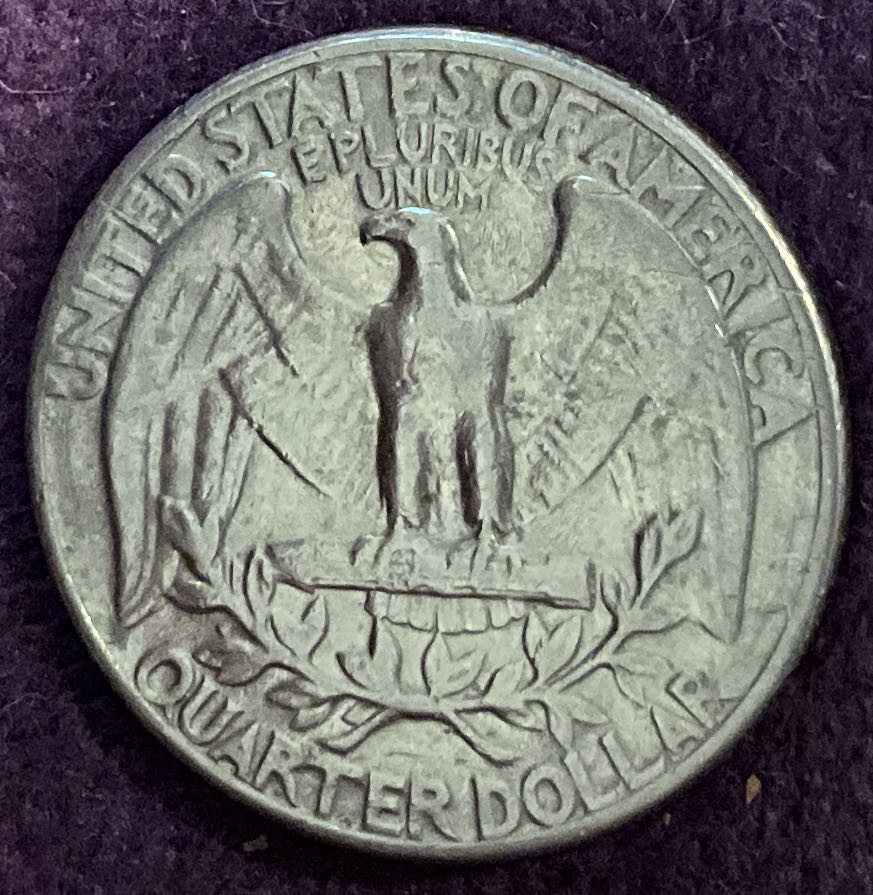 UNITED STATES OF AMERICA
E PLURIBUS
UNUM
QUARTER DOLLAR